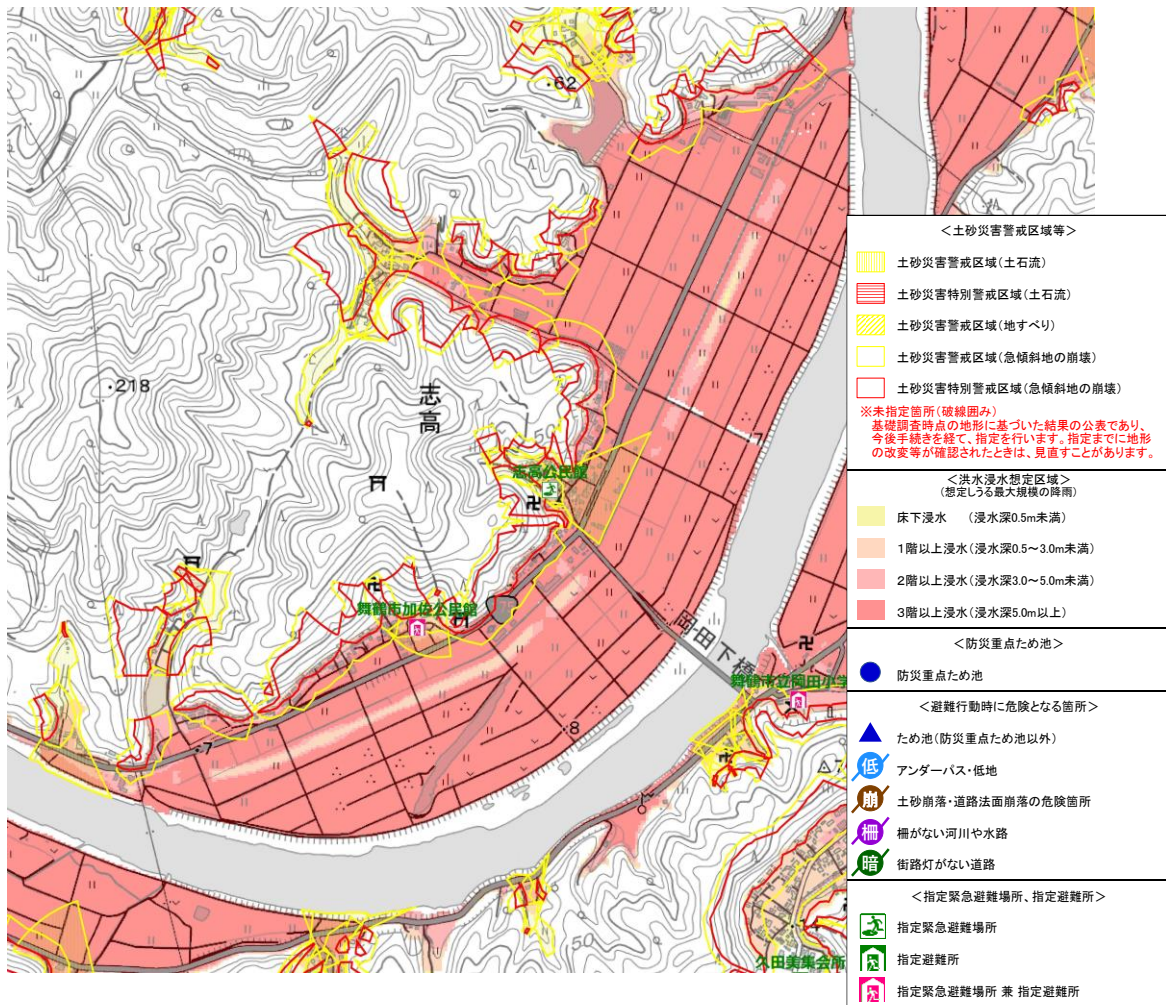 ・62
・218
志高
50
7
志高公民館
舞鶴市加佐公民館
岡田下橋
舞鶴市立岡田小学
・7
・8
50
久田美集会所
＜土砂災害警戒区域等＞
土砂災害警戒区域（土石流）
土砂災害特別警戒区域（土石流）
土砂災害警戒区域（地すべり）
土砂災害警戒区域（急傾斜地の崩壊）
土砂災害特別警戒区域（急傾斜地の崩壊）
※未指定箇所（破線囲み）
基礎調査時点の地形に基づいた結果の公表であり、
今後手続きを経て、指定を行います。指定までに地形
の改変等が確認されたときは、見直すことがあります。
＜洪水浸水想定区域＞
（想定しうる最大規模の降雨）
床下浸水　（浸水深0.5m未満）
１階以上浸水（浸水深0.5～3.0m未満）
２階以上浸水（浸水深3.0～5.0m未満）
３階以上浸水（浸水深5.0m以上）
＜防災重点ため池＞
防災重点ため池
＜避難行動時に危険となる箇所＞
ため池（防災重点ため池以外）
低 アンダーパス・低地
崩 土砂崩落・道路法面崩落の危険箇所
柵 柵がない河川や水路
暗 街路灯がない道路
＜指定緊急避難場所、指定避難所＞
指定緊急避難場所
指定避難所
指定緊急避難場所 兼 指定避難所